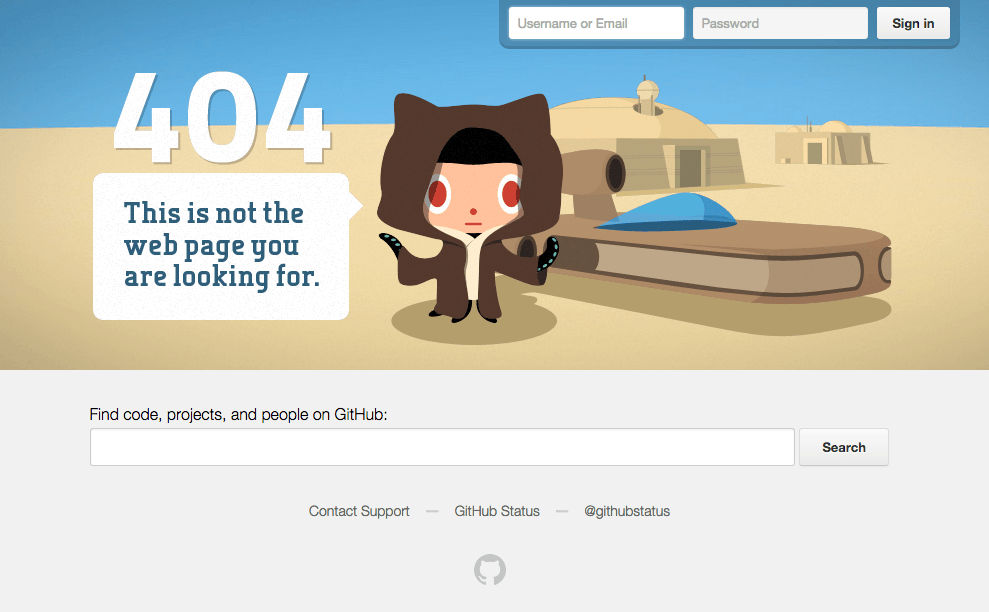 Username or Email
Password
Sign in
404
This is not the
web page you
are looking for.
Find code, projects, and people on GitHub:
Search
Contact Support — GitHub Status — @githubstatus